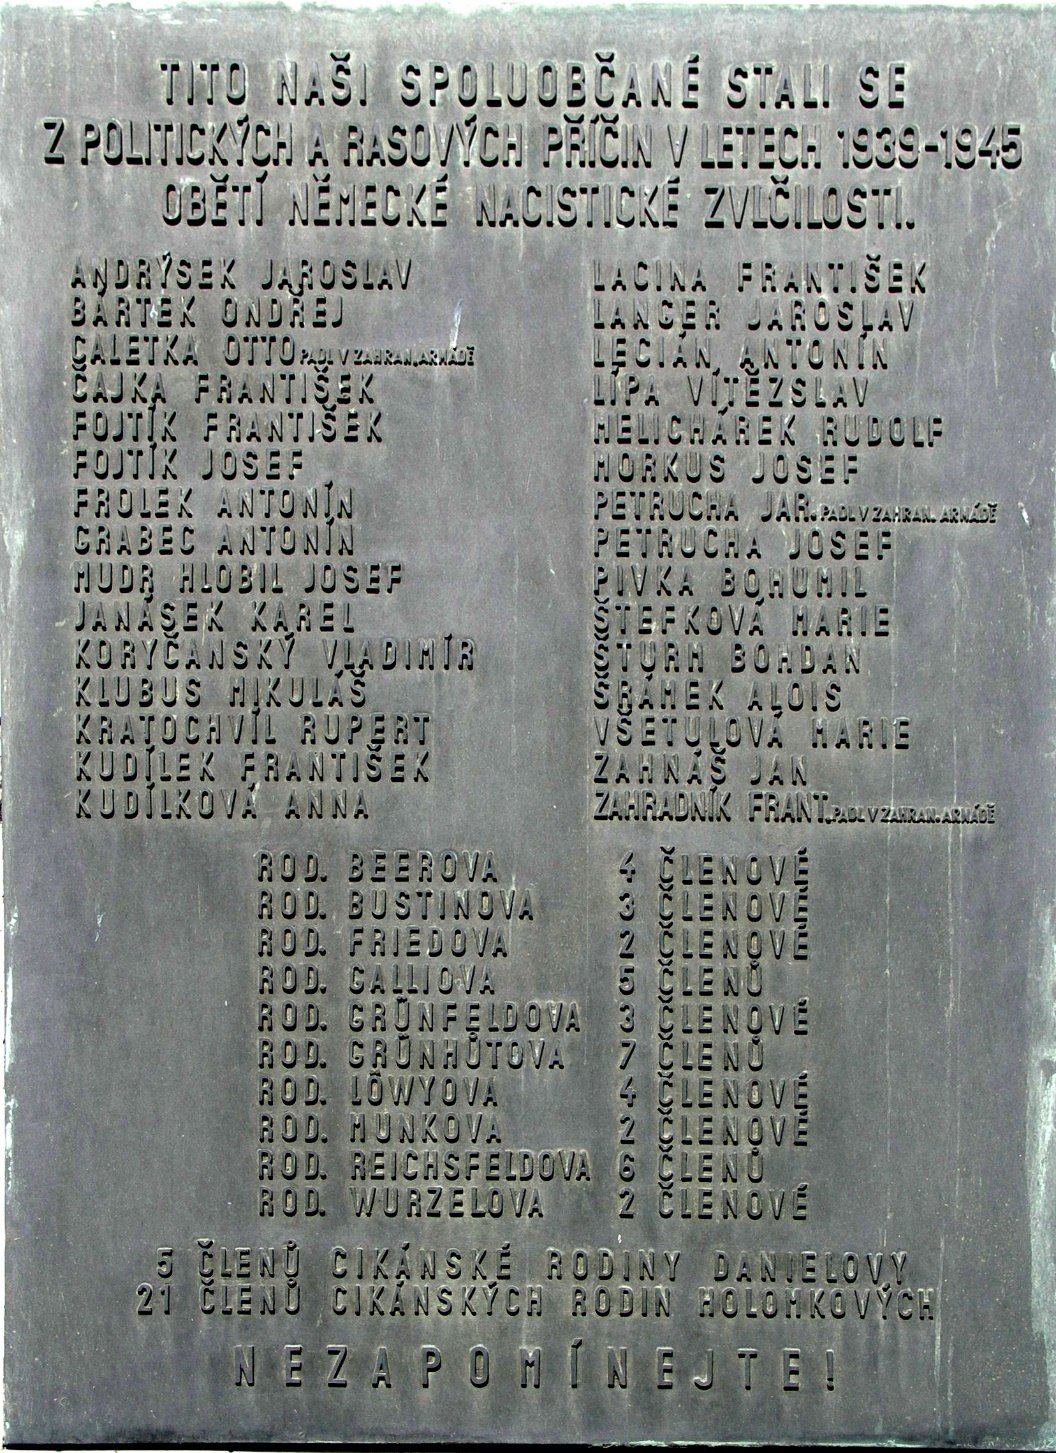 TITO NAŠI SPOLUOBČANÉ STALI SE
Z POLITICKÝCH A RASOVÝCH PŘÍČIN V LETECH 1939-1945
OBĚTÍ NĚMECKÉ NACISTICKÉ ZVLČILOSTI.
ANDRÝSEK JAROSLAV
BÁRTEK ONDŘEJ
ČALETKA OTTO PADL V ZAHRAN. ARMÁDĚ
ČAJKA FRANTIŠEK
FOJTÍK FRANTIŠEK
FOJTÍK JOSEF
FROLEK ANTONÍN
GRABEC ANTONÍN
MUDR HLOBIL JOSEF
JANÁSEK KAREL
KORYČANSKÝ VLADIMÍR
KLUBUS MIKULÁŠ
KRATOCHVÍL RUPERT
KUDÍLEK FRANTIŠEK
KUDÍLKOVÁ ANNA
LACINA FRANTIŠEK
LANGER JAROSLAV
LECIÁN ANTONÍN
LÍPA VÍTĚZSLAV
MELICHÁREK RUDOLF
MORKUS JOSEF
PETRUCHA JAR. PADL V ZAHRAN. ARMÁDĚ
PETRUCHA JOSEF
PIVKA BOHUMIL
ŠTEFKOVÁ MARIE
ŠTURM BOHDAN
ŠRÁMEK ALOIS
VŠETULOVÁ MARIE
ZAHNÁŠ JAN
ZAHRADNÍK FRANT. PADL V ZAHRAN. ARMÁDĚ
ROD. BEEROVA 4 ČLENOVÉ
ROD. BUSTINOVA 3 ČLENOVÉ
ROD. FRIEDOVA 2 ČLENOVÉ
ROD. GALLIOVA 5 ČLENŮ
ROD. GRŰNFELDOVA 3 ČLENOVÉ
ROD. GRŰNHŮTOVA 7 ČLENŮ
ROD. LÖWYOVA 4 ČLENOVÉ
ROD. MUNKOVA 2 ČLENOVÉ
ROD. REICHSFELDOVA 6 ČLENŮ
ROD. WURZELOVA 2 ČLENOVÉ
5 ČLENŮ CIKÁNSKÉ RODINY DANIELOVY
21 ČLENŮ CIKÁNSKÝCH RODIN HOLOMKOVÝCH
NEZAPOMÍNEJTE!